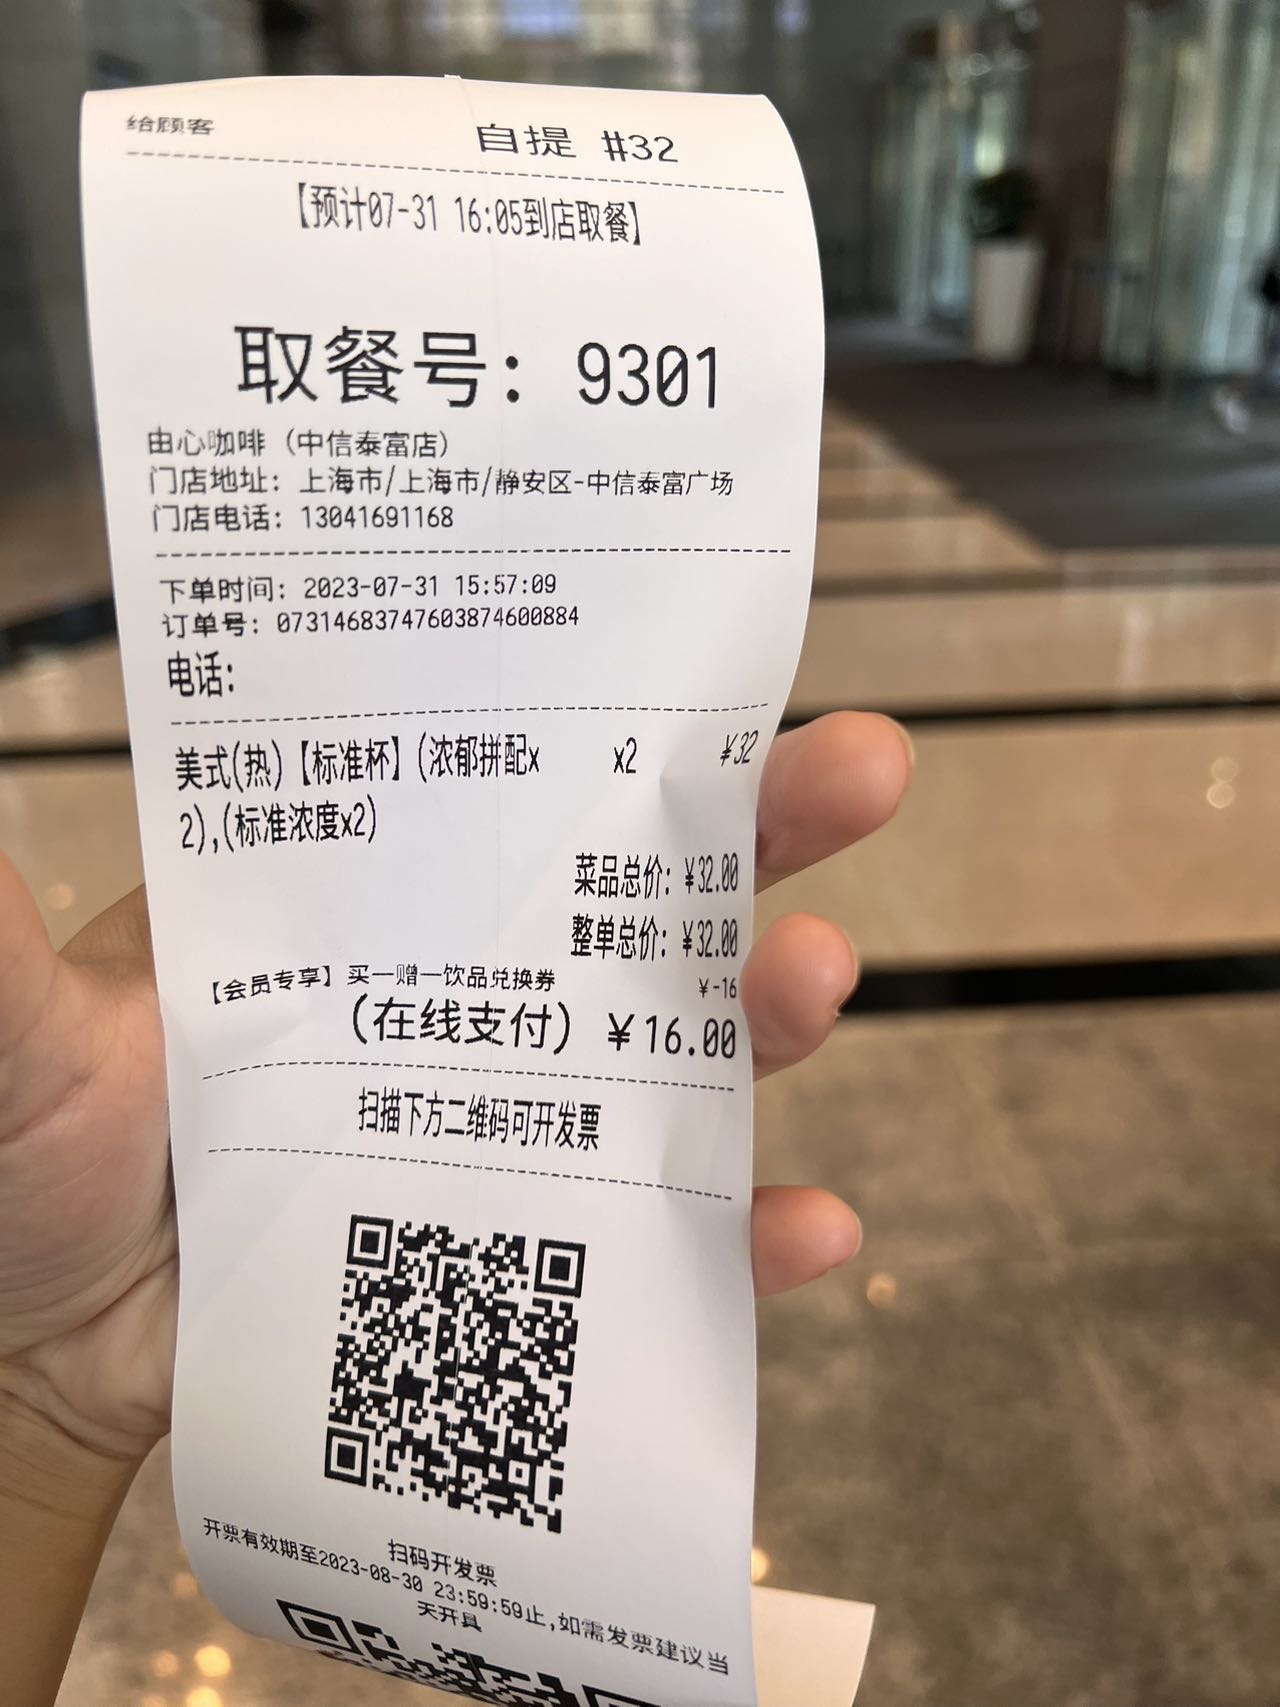 给顾客
自提 #32
【预计07-31 16:05到店取餐】
取餐号：9301
由心咖啡（中信泰富店）
门店地址：上海市/上海市/静安区-中信泰富广场
门店电话：13041691168
下单时间：2023-07-31 15:57:09
订单号：07314683747603874600884
电话：
美式(热)【标准杯】(浓郁拼配x x2 ¥32
2),(标准浓度x2)
菜品总价：¥32.00
整单总价：¥32.00
【会员专享】买一赠一饮品兑换券 ¥-16
(在线支付) ¥16.00
扫描下方二维码可开发票
扫码开发票
开票有效期至2023-08-30 23:59:59止,如需发票建议当
天开具